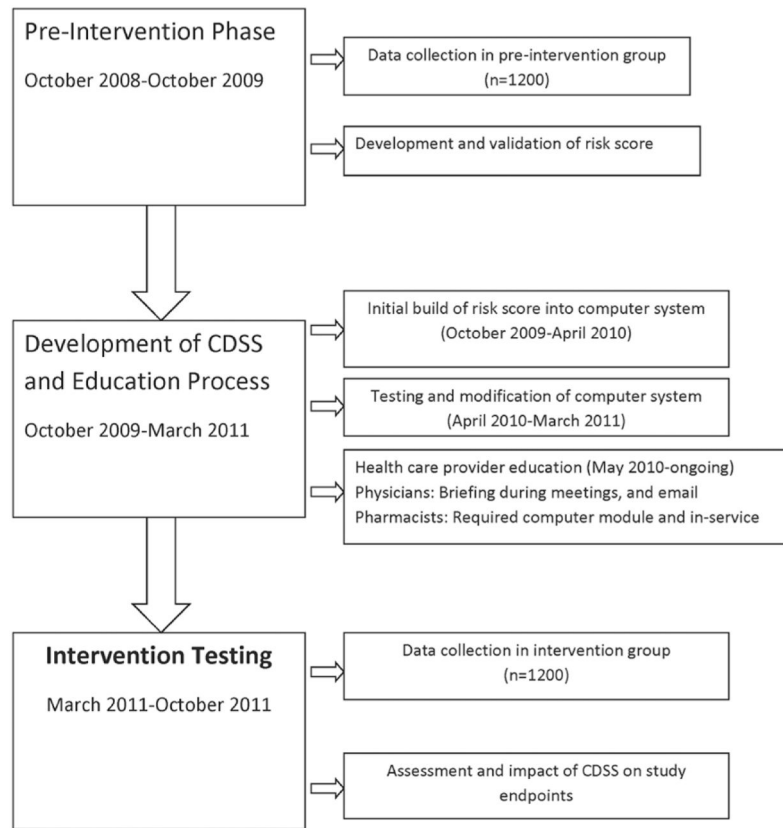 Pre-Intervention Phase
October 2008-October 2009
Data collection in pre-intervention group
(n=1200)
Development and validation of risk score
Development of CDSS
and Education Process
October 2009-March 2011
Initial build of risk score into computer system
(October 2009-April 2010)
Testing and modification of computer system
(April 2010-March 2011)
Health care provider education (May 2010-ongoing)
Physicians: Briefing during meetings, and email
Pharmacists: Required computer module and in-service
Intervention Testing
March 2011-October 2011
Data collection in intervention group
(n=1200)
Assessment and impact of CDSS on study
endpoints